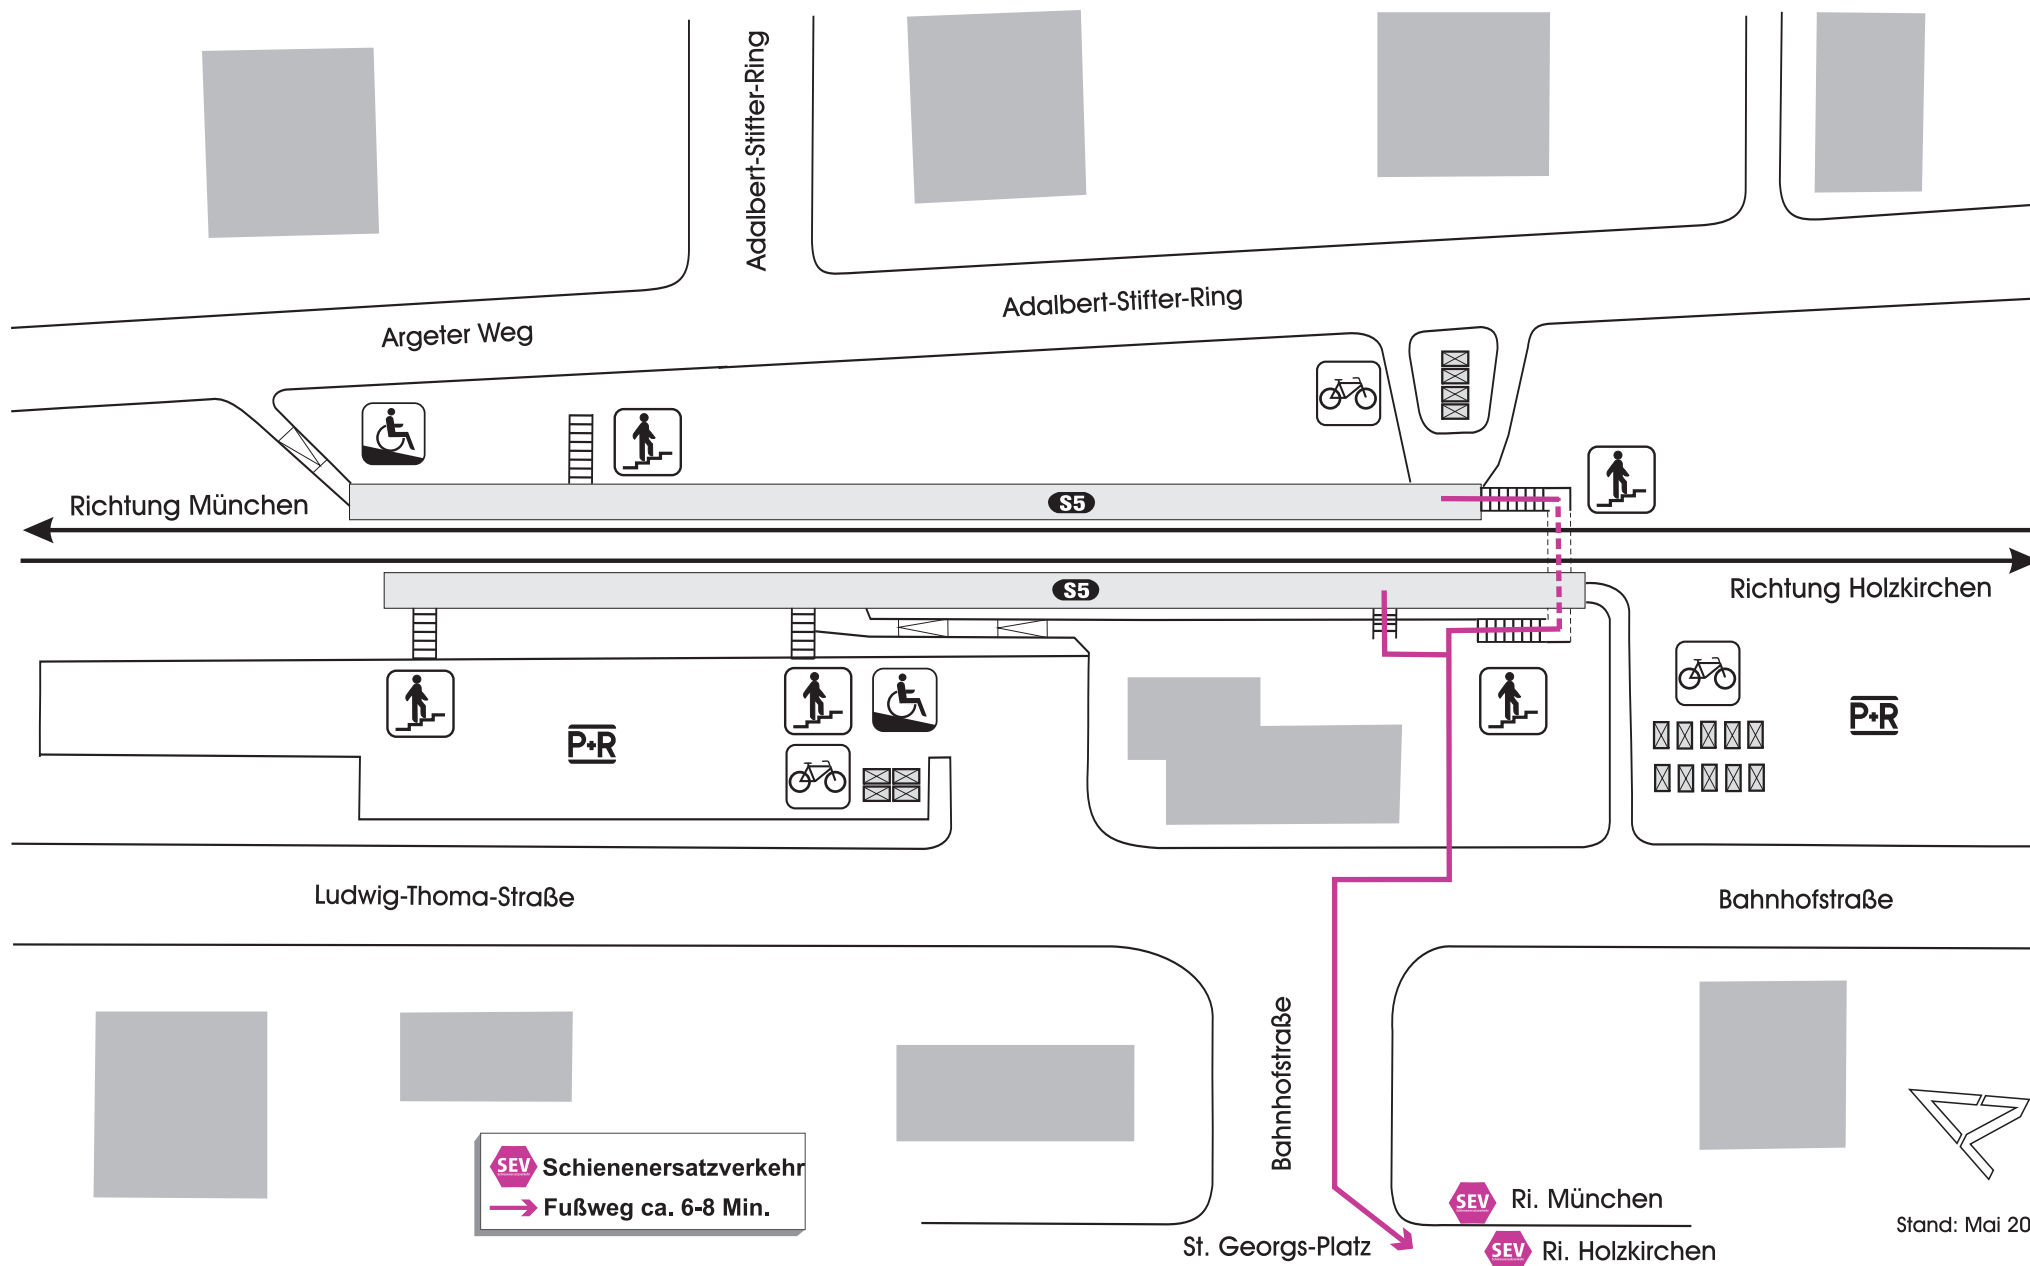 Adalbert-Stifter-Ring
Adalbert-Stifter-Ring
Argeter Weg
Richtung München
S5
S5
Richtung Holzkirchen
P+R
P+R
Ludwig-Thoma-Straße
Bahnhofstraße
Bahnhofstraße
SEV Schienenersatzverkehr
Fußweg ca. 6-8 Min.
SEV Ri. München
Stand: Mai 20
St. Georgs-Platz
SEV Ri. Holzkirchen